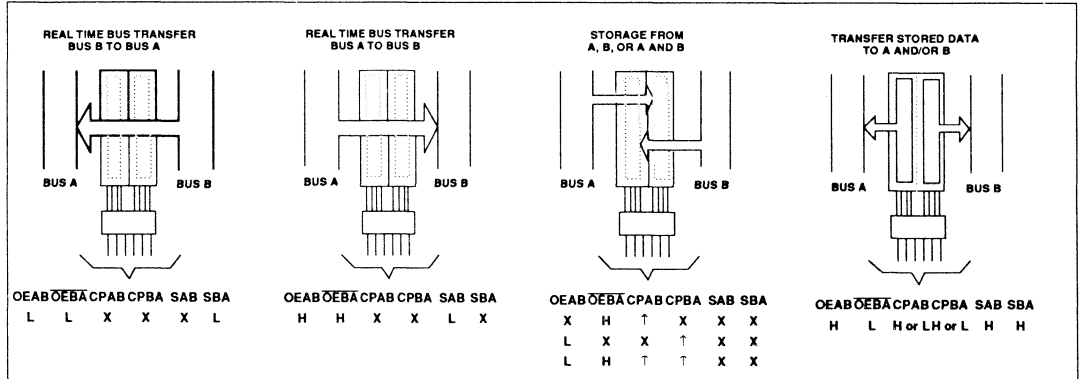 REAL TIME BUS TRANSFER
BUS B TO BUS A
BUS A
BUS B
OEAB OEBA CPAB CPBA SAB SBA
L L X X X L
REAL TIME BUS TRANSFER
BUS A TO BUS B
BUS A
BUS B
OEAB OEBA CPAB CPBA SAB SBA
H H X X L X
STORAGE FROM
A, B, OR A AND B
BUS A
BUS B
OEAB OEBA CPAB CPBA SAB SBA
X H ↑ X X X
L X X ↑ X X
L H ↑ ↑ X X
TRANSFER STORED DATA
TO A AND/OR B
BUS A
BUS B
OEAB OEBA CPAB CPBA SAB SBA
H L H or L H or L H H